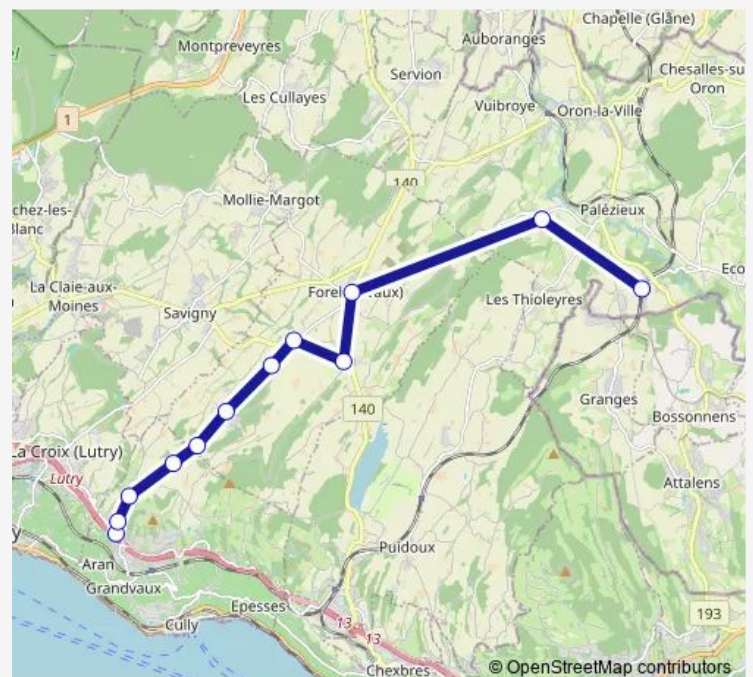 Chapelle (Glâne)
Auboranges
Montpreveyres
Servion
Chesalles-su
Oron
Les Cullayes
Vuibroye
Oron-la-Ville
1
140
Mollie-Margot
Palézieux
chez-les-
Blanc
Eco
La Claie-aux-
Moines
Savigny
Les Thioleyres
140
Granges
Bossonnens
La Croix (Lutry)
Lutry
Attalens
y
Puidoux
Aran
Grandvaux
Epesses
Cully
13
13
193
Chexbres
© OpenStreetMap contributors